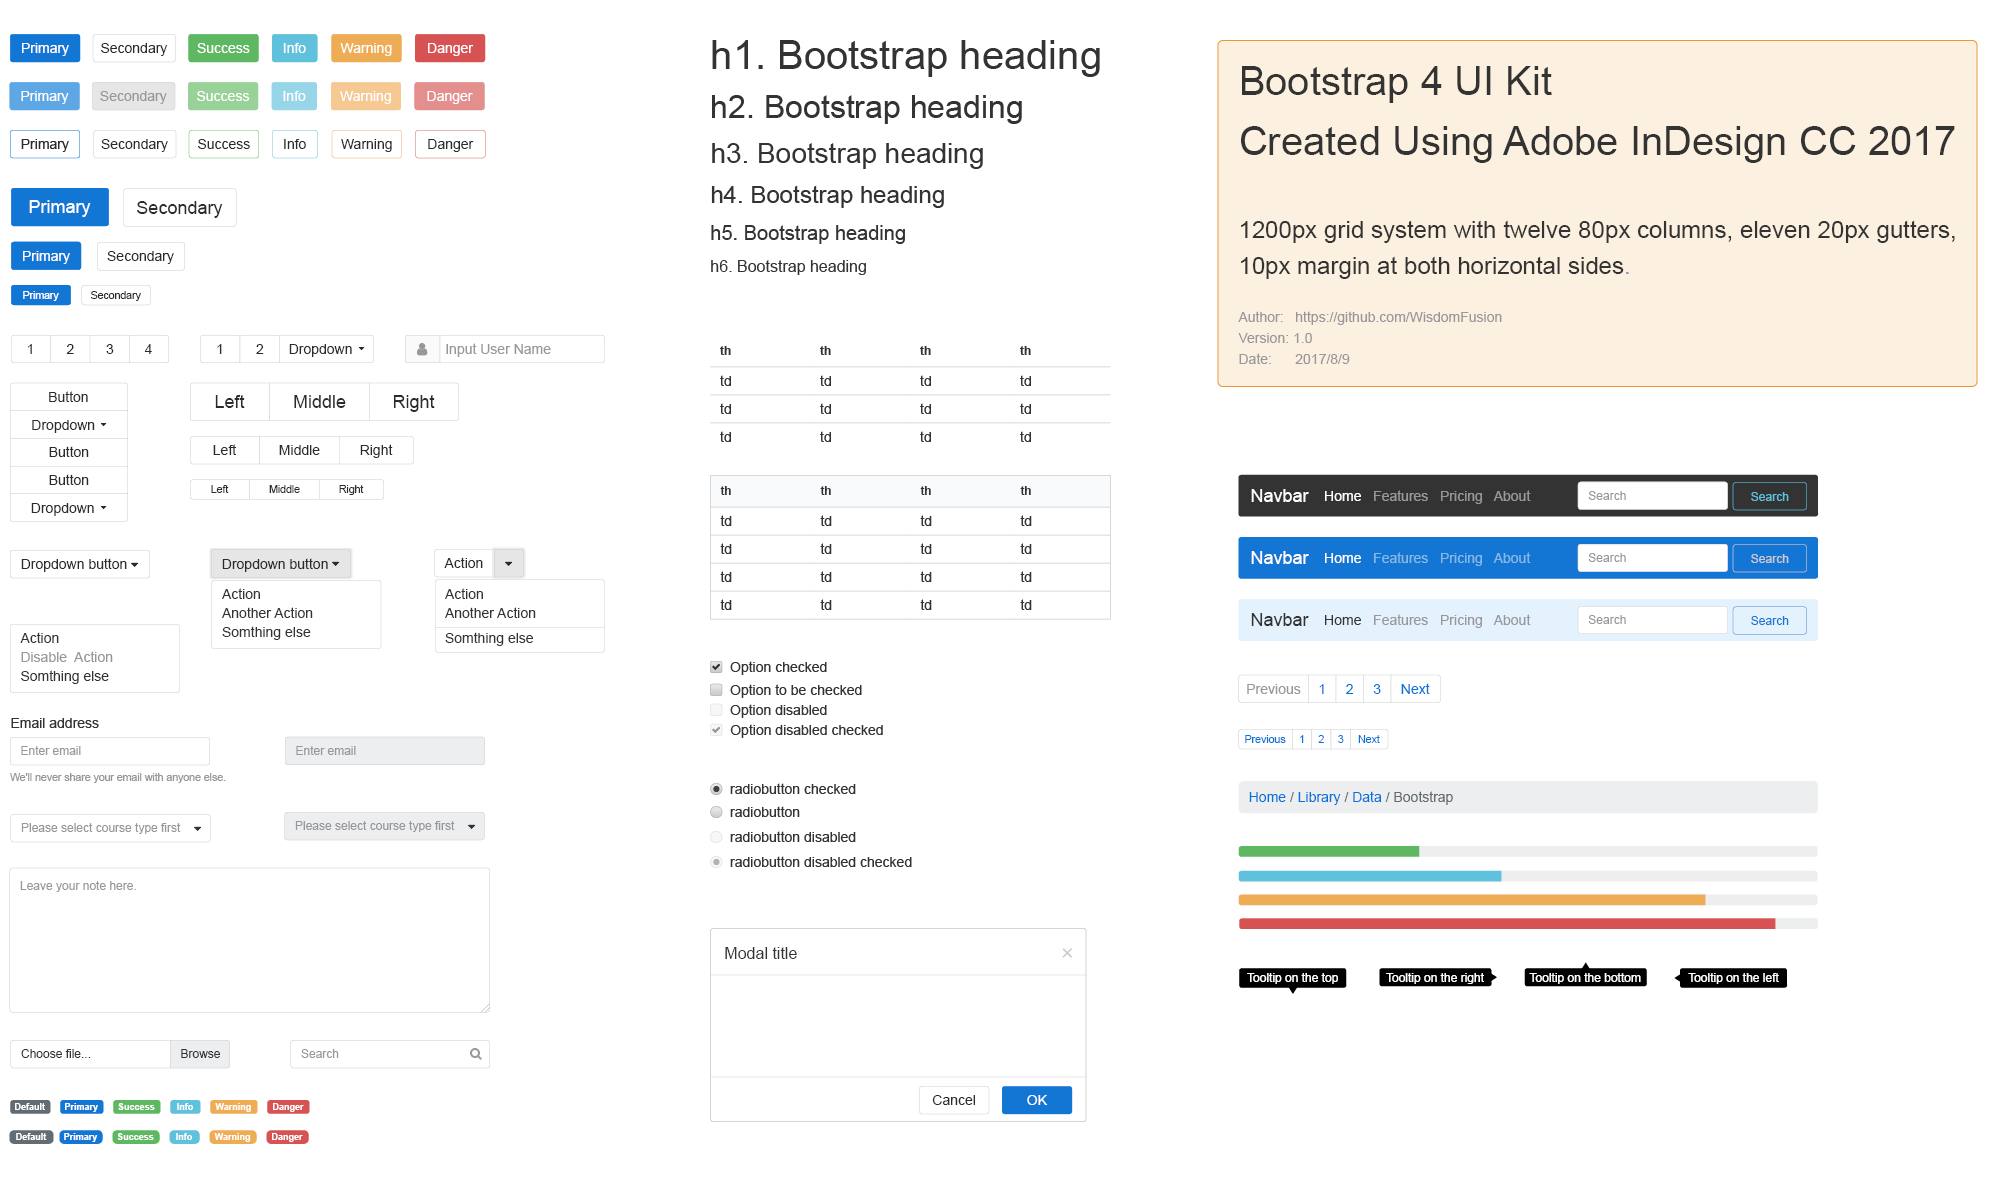 Primary Secondary Success Info Warning Danger
Primary Secondary Success Info Warning Danger
Primary Secondary Success Info Warning Danger
Primary Secondary
Primary Secondary
Primary Secondary
1 2 3 4
1 2 Dropdown
Input User Name
Button
Dropdown
Button
Button
Dropdown
Left Middle Right
Left Middle Right
Left Middle Right
Dropdown button
Action
Disable Action
Somthing else
Dropdown button
Action
Another Action
Somthing else
Action
Action
Another Action
Somthing else
Email address
Enter email
We'll never share your email with anyone else.
Enter email
Please select course type first
Please select course type first
Leave your note here.
Choose file... Browse
Search
Default Primary Success Info Warning Danger
Default Primary Success Info Warning Danger
h1. Bootstrap heading
h2. Bootstrap heading
h3. Bootstrap heading
h4. Bootstrap heading
h5. Bootstrap heading
h6. Bootstrap heading
th th th th
td td td td
td td td td
td td td td
th th th th
td td td td
td td td td
td td td td
td td td td
Option checked
Option to be checked
Option disabled
Option disabled checked
radiobutton checked
radiobutton
radiobutton disabled
radiobutton disabled checked
Modal title ×
Cancel OK
Bootstrap 4 UI Kit
Created Using Adobe InDesign CC 2017
1200px grid system with twelve 80px columns, eleven 20px gutters,
10px margin at both horizontal sides.
Author: https://github.com/WisdomFusion
Version: 1.0
Date: 2017/8/9
Navbar Home Features Pricing About Search Search
Navbar Home Features Pricing About Search Search
Navbar Home Features Pricing About Search Search
Previous 1 2 3 Next
Previous 1 2 3 Next
Home / Library / Data / Bootstrap
Tooltip on the top
Tooltip on the right
Tooltip on the bottom
Tooltip on the left